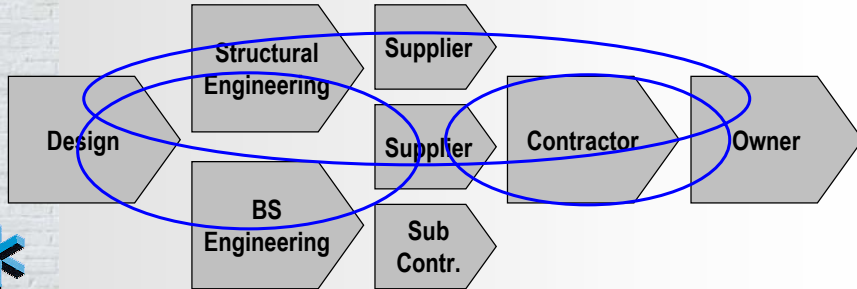 Structural
Engineering
Supplier
Design
Supplier
Contractor
Owner
BS
Engineering
Sub
Contr.